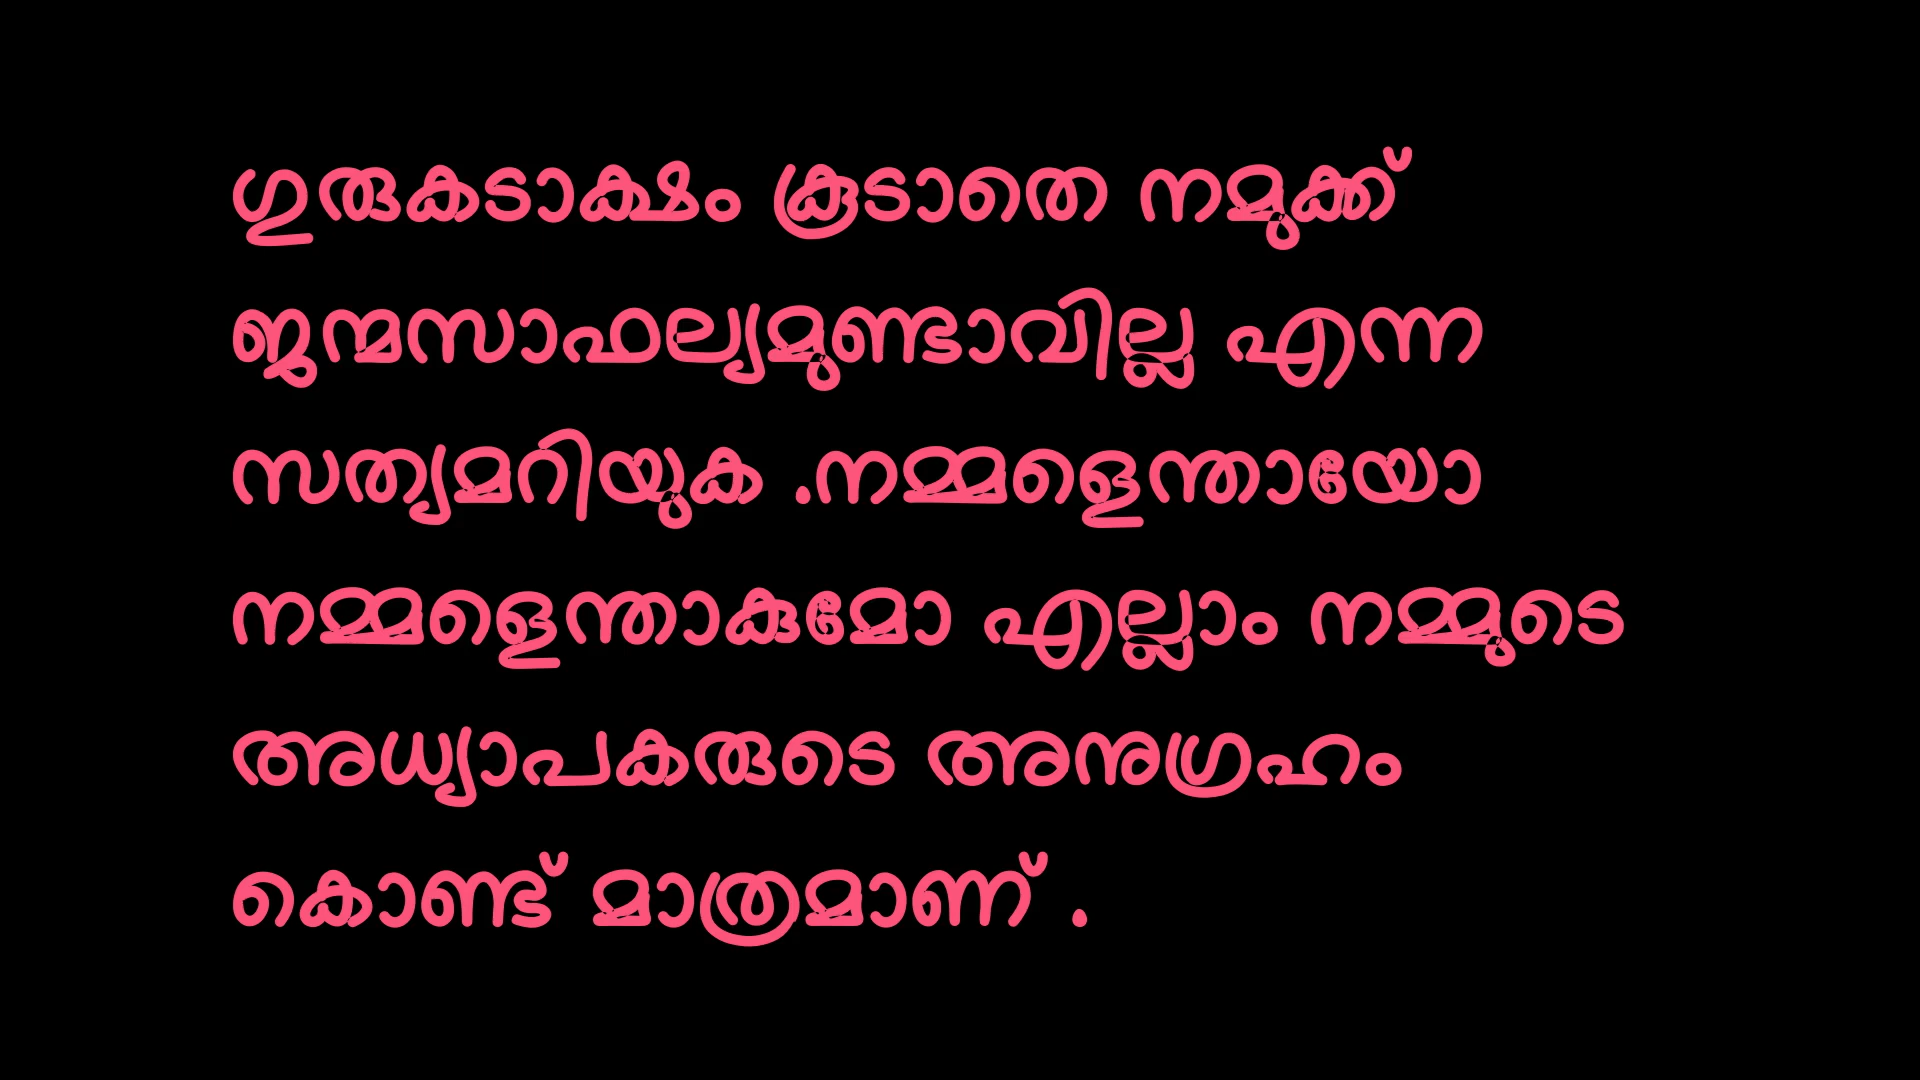 ഗുരുകടാക്ഷം കൂടാതെ നമുക്ക്
ജന്മസാഫല്യമുണ്ടാവില്ല എന്ന
സത്യമറിയുക .നമ്മളെന്തായോ
നമ്മളെന്താകുമോ എല്ലാം നമ്മുടെ
അധ്യാപകരുടെ അനുഗ്രഹം
കൊണ്ട് മാത്രമാണ് .